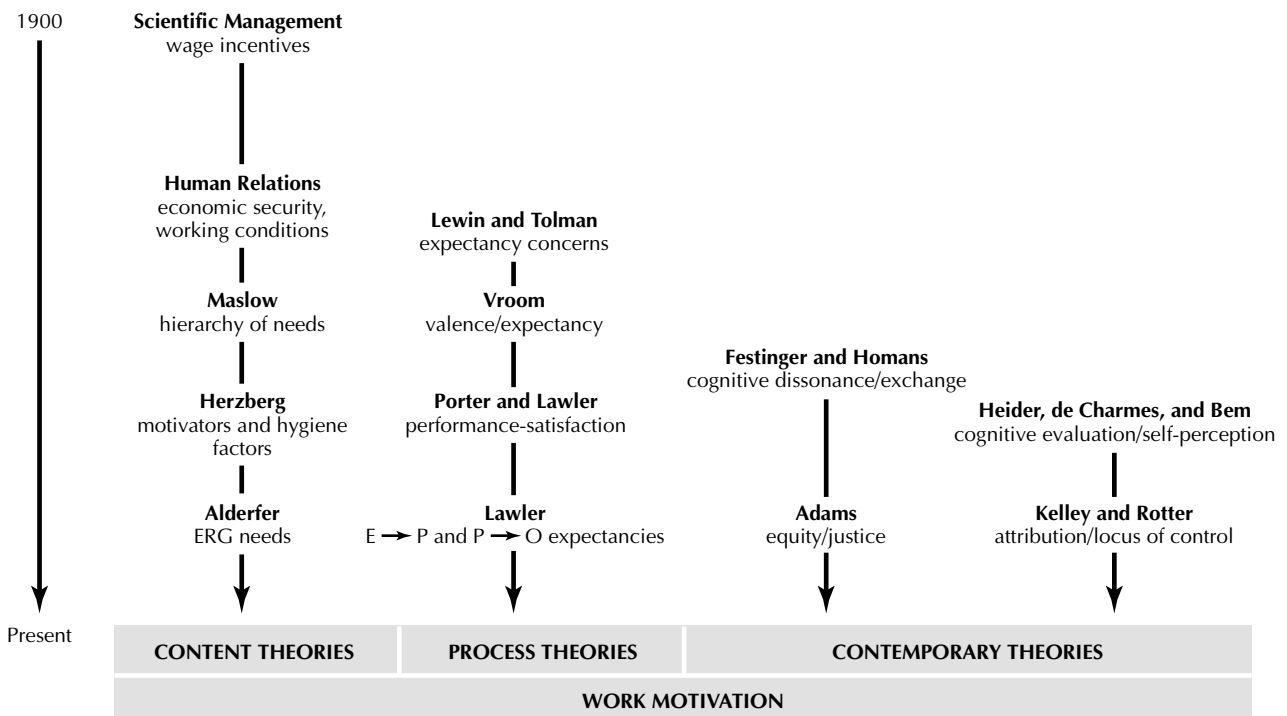 1900
Scientific Management
wage incentives
Human Relations
economic security,
working conditions
Maslow
hierarchy of needs
Herzberg
motivators and hygiene
factors
Alderfer
ERG needs
Lewin and Tolman
expectancy concerns
Vroom
valence/expectancy
Porter and Lawler
performance-satisfaction
Lawler
E → P and P → O expectancies
Festinger and Homans
cognitive dissonance/exchange
Adams
equity/justice
Heider, de Charmes, and Bem
cognitive evaluation/self-perception
Kelley and Rotter
attribution/locus of control
Present
CONTENT THEORIES
PROCESS THEORIES
CONTEMPORARY THEORIES
WORK MOTIVATION